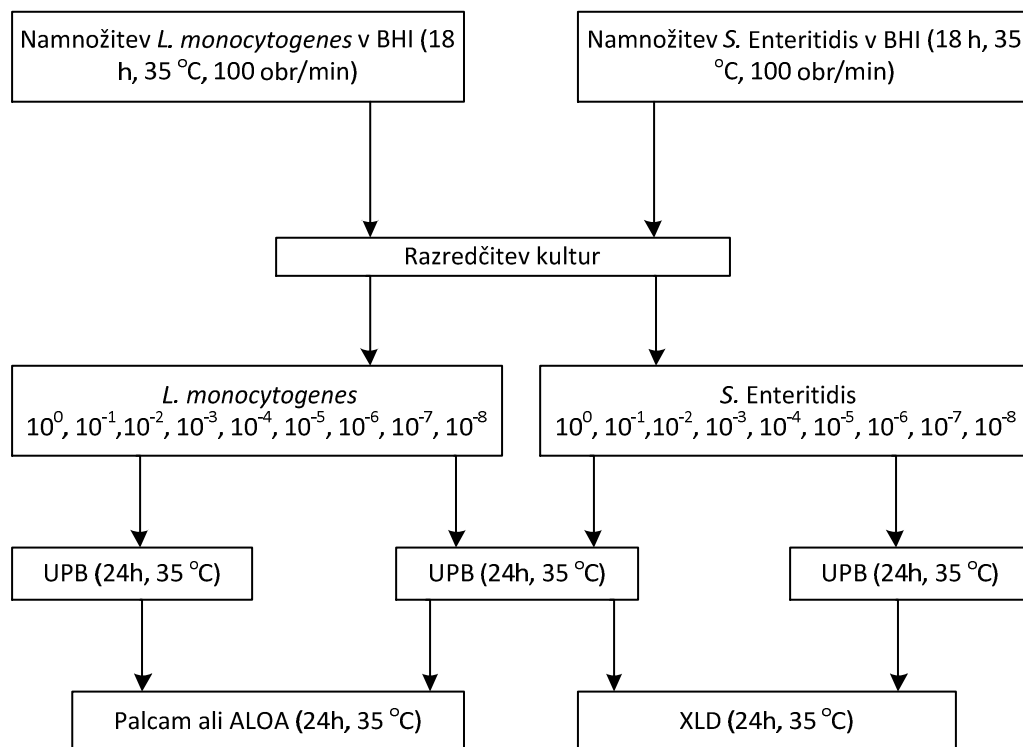 Namnožitev L. monocytogenes v BHI (18
h, 35 °C, 100 obr/min)
Namnožitev S. Enteritidis v BHI (18 h, 35
°C, 100 obr/min)
Razredčitev kultur
L. monocytogenes
10⁰, 10⁻¹,10⁻², 10⁻³, 10⁻⁴, 10⁻⁵, 10⁻⁶, 10⁻⁷, 10⁻⁸
S. Enteritidis
10⁰, 10⁻¹,10⁻², 10⁻³, 10⁻⁴, 10⁻⁵, 10⁻⁶, 10⁻⁷, 10⁻⁸
UPB (24h, 35 °C)
UPB (24h, 35 °C)
UPB (24h, 35 °C)
Palcam ali ALOA (24h, 35 °C)
XLD (24h, 35 °C)